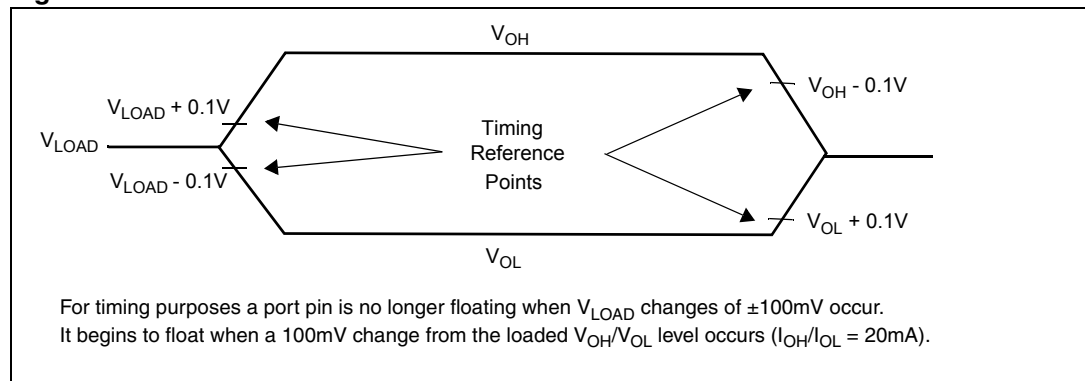 V_OH
V_LOAD + 0.1V
V_OH - 0.1V
V_LOAD
Timing
Reference
Points
V_LOAD - 0.1V
V_OL + 0.1V
V_OL
For timing purposes a port pin is no longer floating when V_LOAD changes of ±100mV occur.
It begins to float when a 100mV change from the loaded V_OH/V_OL level occurs (I_OH/I_OL = 20mA).